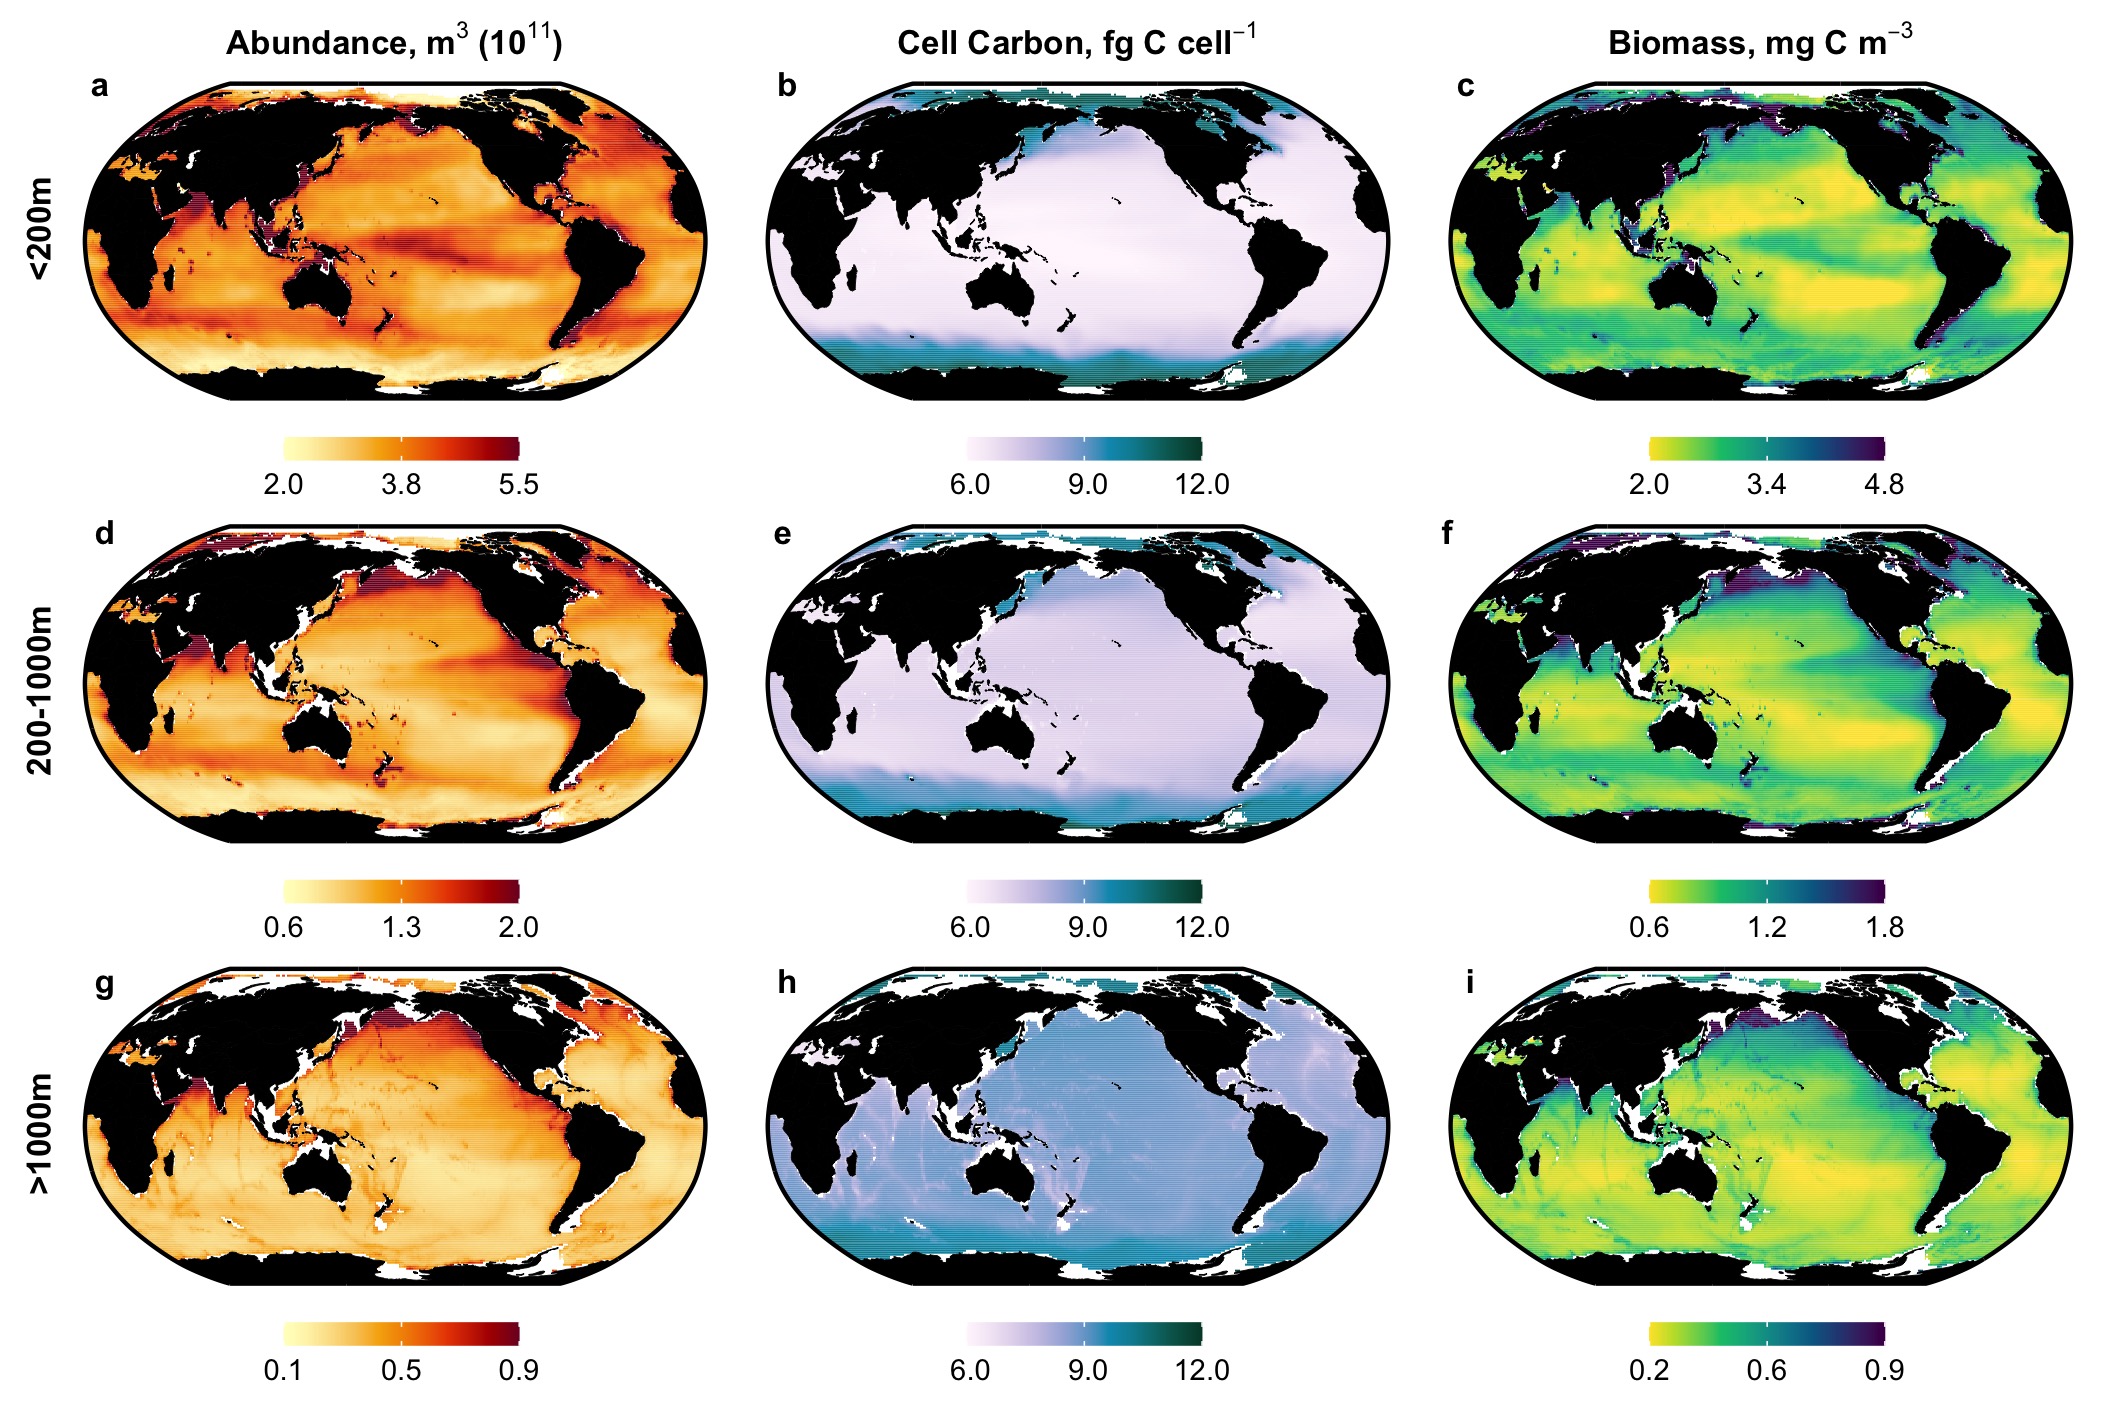 Abundance, m³ (10¹¹)
Cell Carbon, fg C cell⁻¹
Biomass, mg C m⁻³
a
b
c
<200m
2.0 3.8 5.5
6.0 9.0 12.0
2.0 3.4 4.8
d
e
f
200-1000m
0.6 1.3 2.0
6.0 9.0 12.0
0.6 1.2 1.8
g
h
i
>1000m
0.1 0.5 0.9
6.0 9.0 12.0
0.2 0.6 0.9